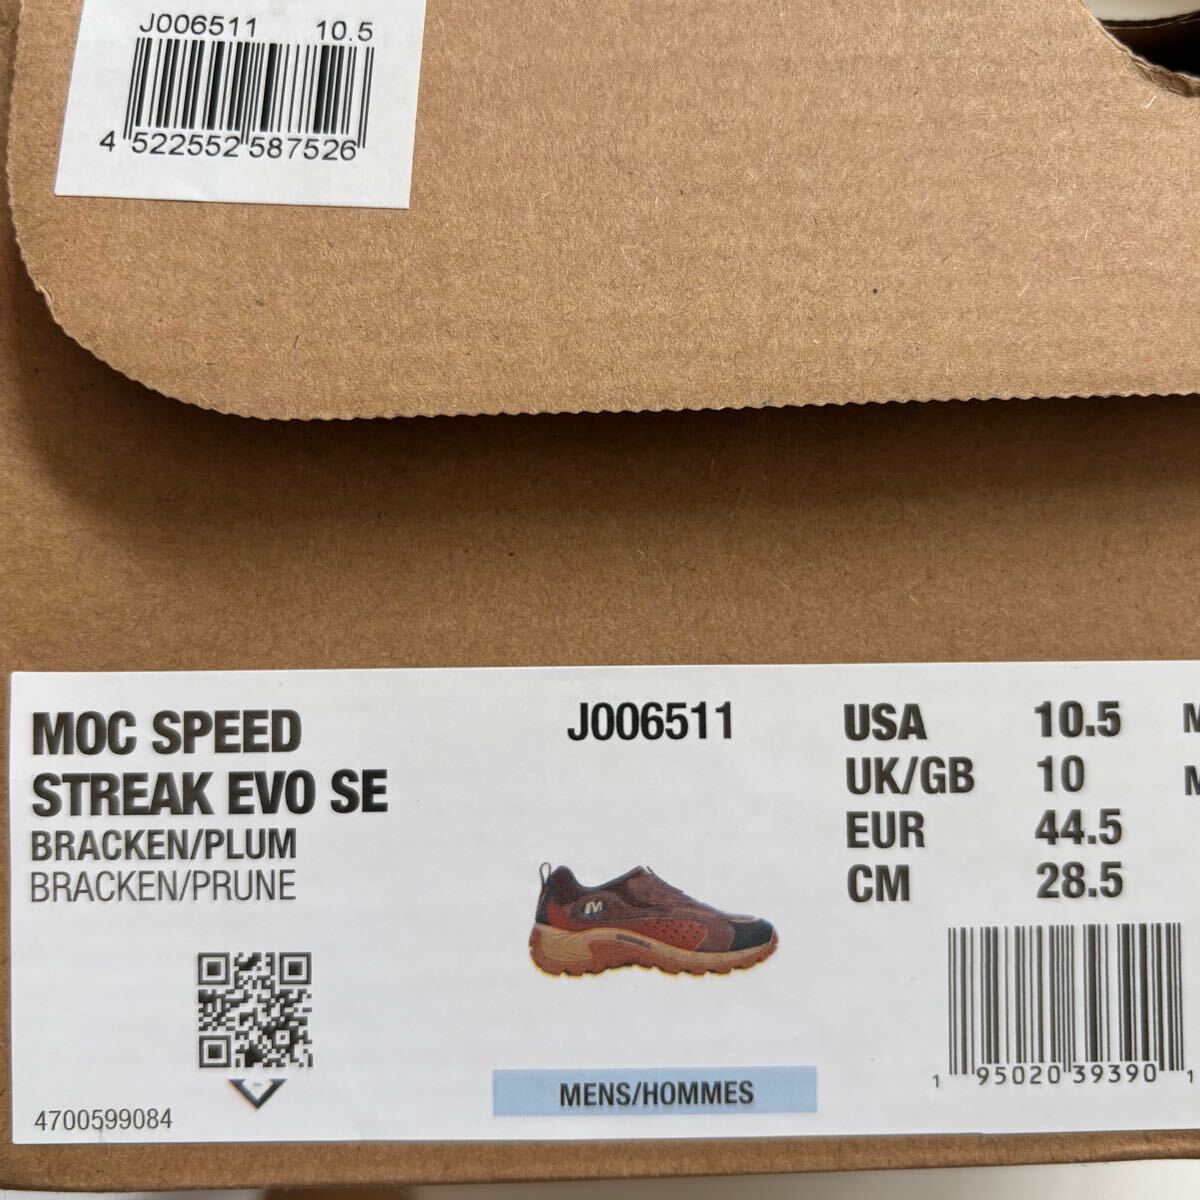 J006511 10.5
4 522552 587526
MOC SPEED
STREAK EVO SE
BRACKEN/PLUM
BRACKEN/PRUNE
4700599084
J006511
M
MENS/HOMMES
USA 10.5 M
UK/GB 10 M
EUR 44.5
CM 28.5
1 95020 39390 1